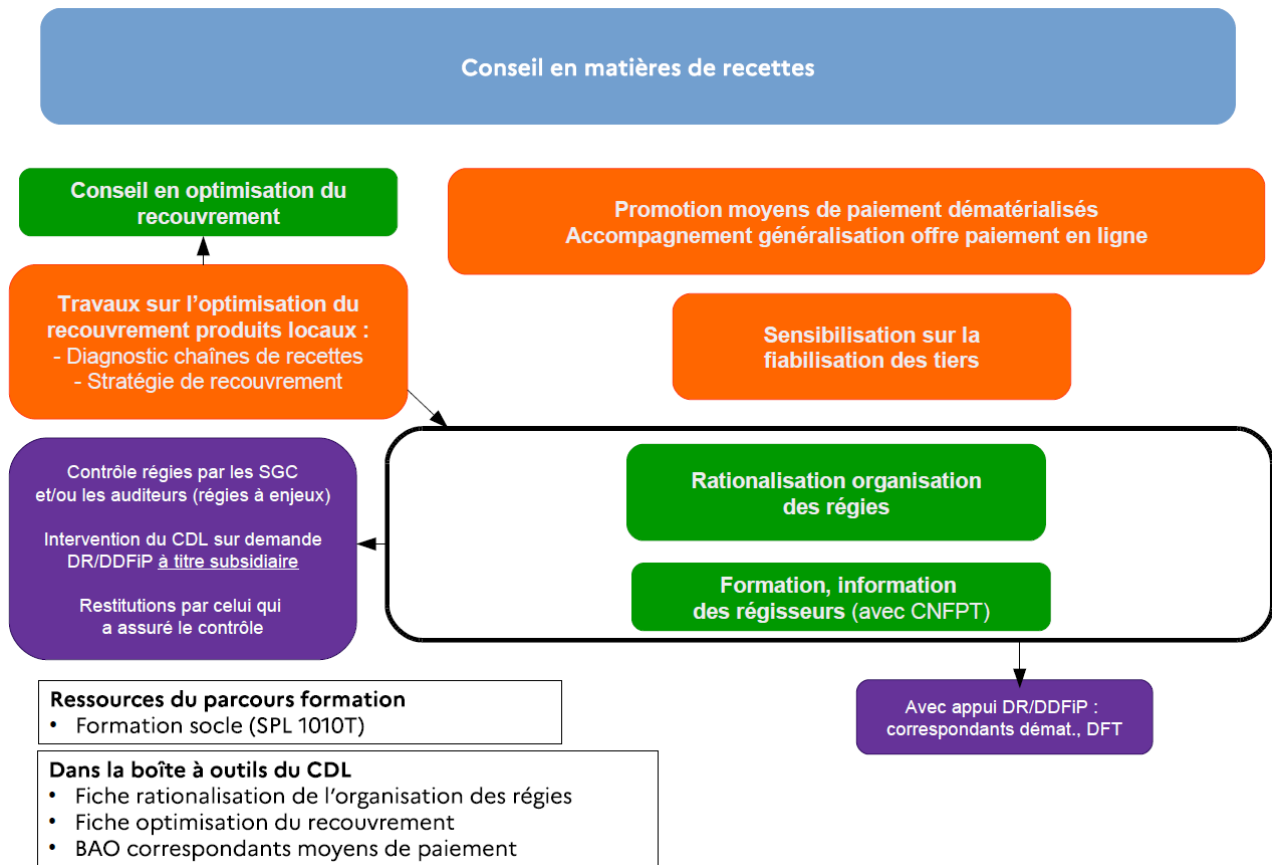 Conseil en matières de recettes
Conseil en optimisation du
recouvrement
Promotion moyens de paiement dématérialisés
Accompagnement généralisation offre paiement en ligne
Travaux sur l'optimisation du
recouvrement produits locaux :
- Diagnostic chaînes de recettes
- Stratégie de recouvrement
Sensibilisation sur la
fiabilisation des tiers
Contrôle régies par les SGC
et/ou les auditeurs (régies à enjeux)
Intervention du CDL sur demande
DR/DDFiP à titre subsidiaire
Restitutions par celui qui
a assuré le contrôle
Rationalisation organisation
des régies
Formation, information
des régisseurs (avec CNFPT)
Avec appui DR/DDFiP :
correspondants démat., DFT
Ressources du parcours formation
• Formation socle (SPL 1010T)
Dans la boîte à outils du CDL
• Fiche rationalisation de l'organisation des régies
• Fiche optimisation du recouvrement
• BAO correspondants moyens de paiement